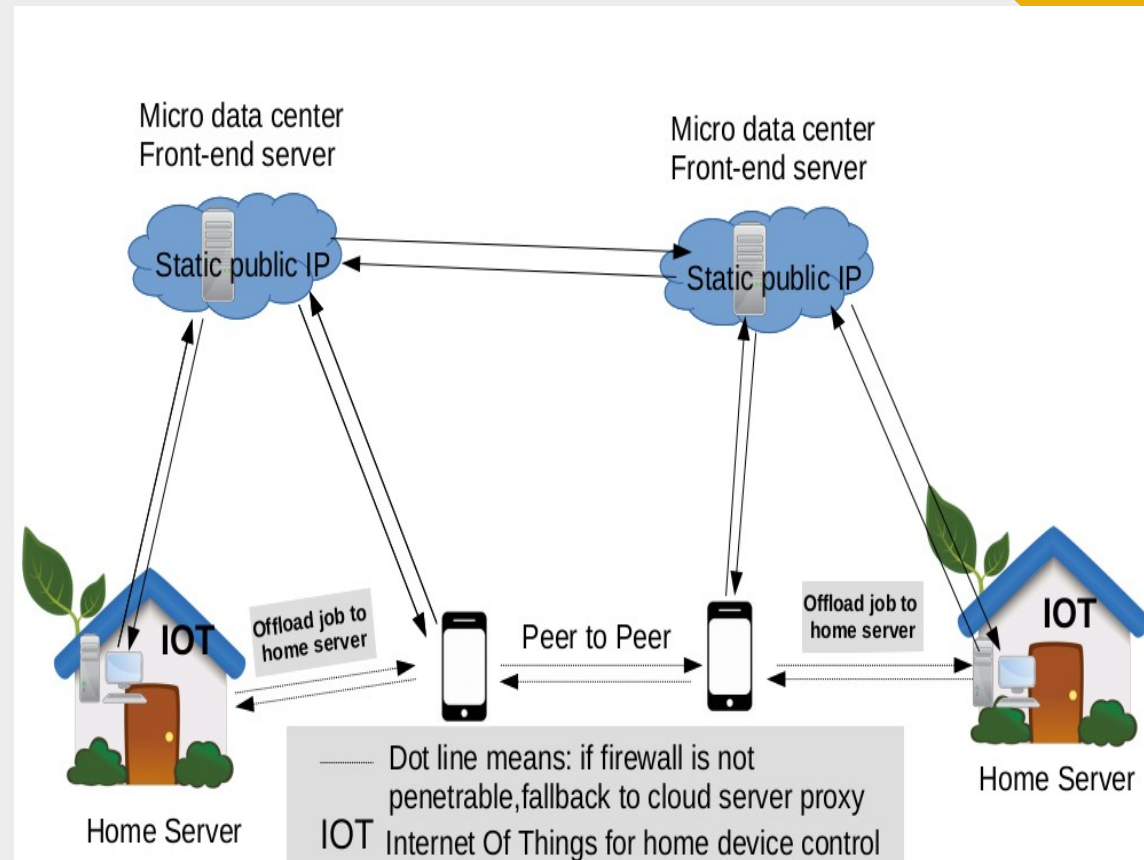 Micro data center
Front-end server
Micro data center
Front-end server
Static public IP
Static public IP
IOT
Offload job to
home server
Peer to Peer
Offload job to
home server
IOT
Home Server
Home Server
Dot line means: if firewall is not
penetrable,fallback to cloud server proxy
IOT Internet Of Things for home device control